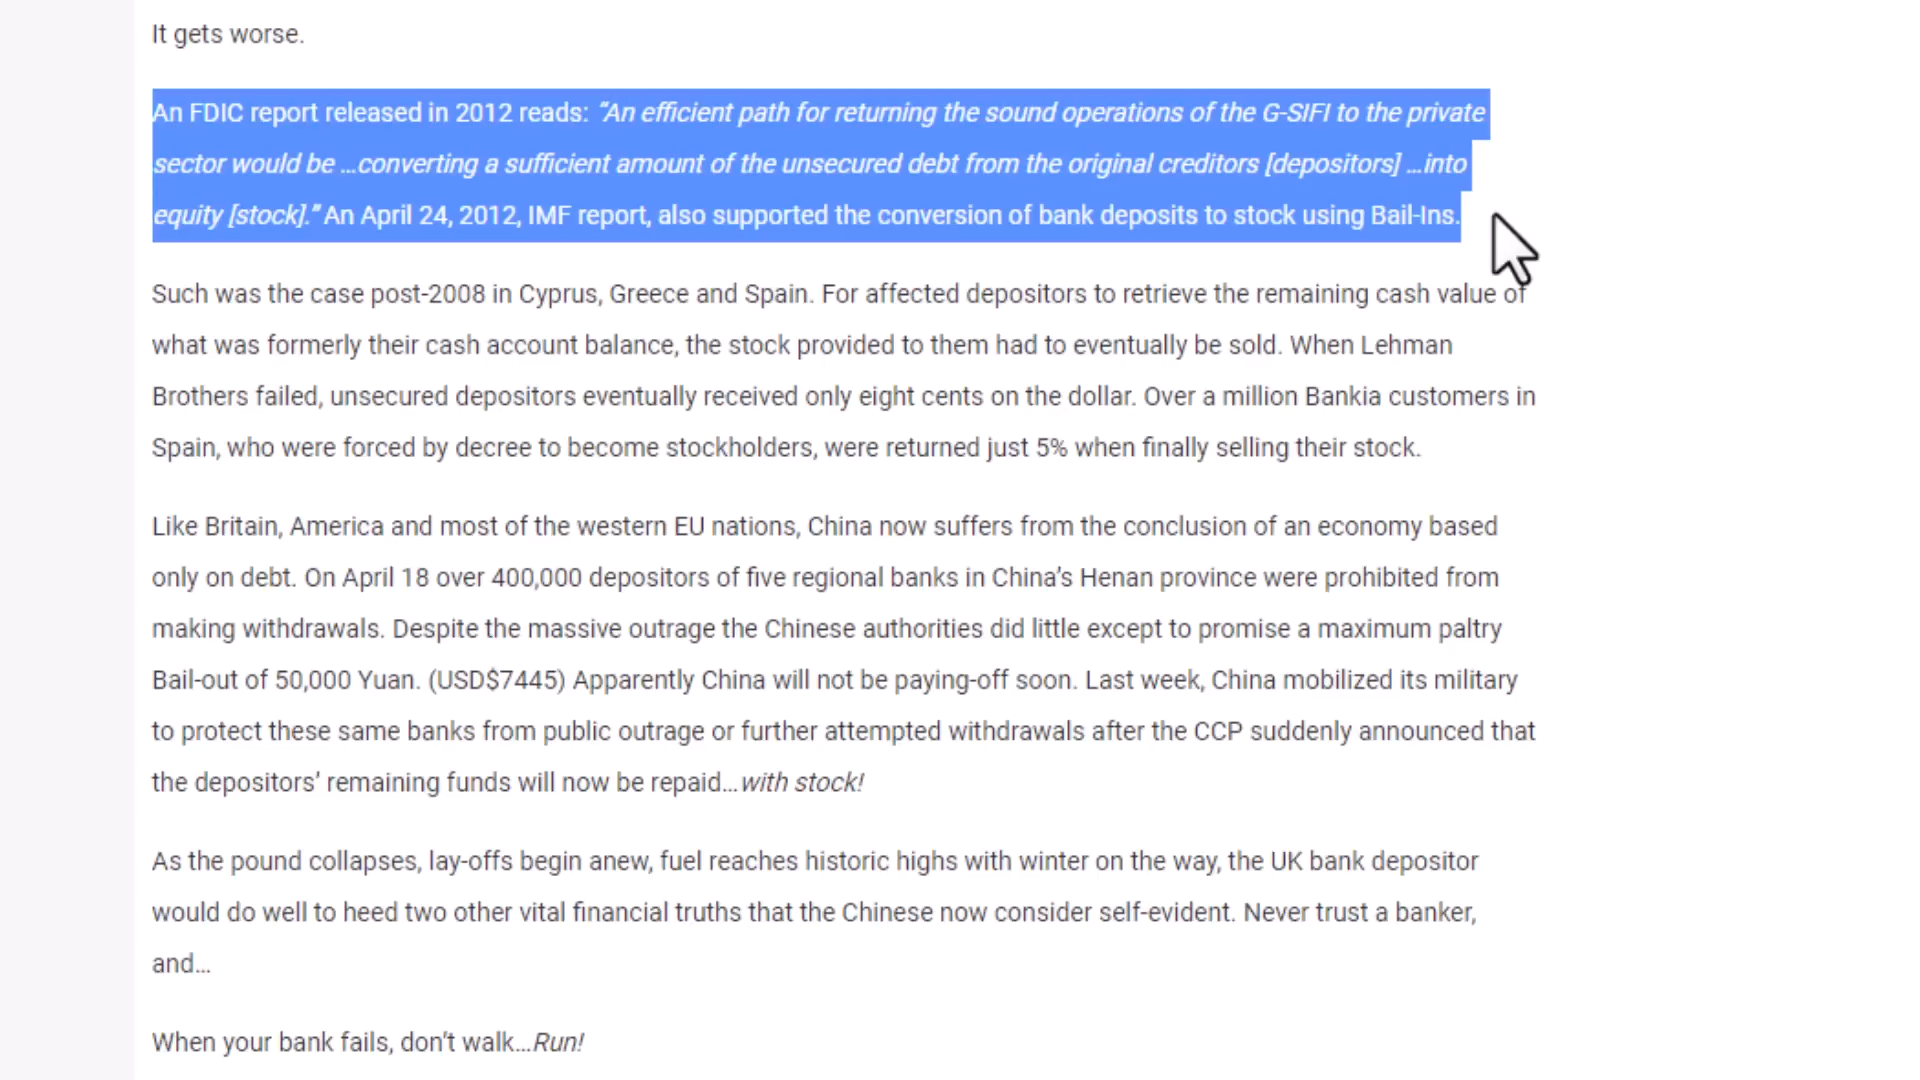 It gets worse.
An FDIC report released in 2012 reads: “An efficient path for returning the sound operations of the G-SIFI to the private
sector would be …converting a sufficient amount of the unsecured debt from the original creditors [depositors] …into
equity [stock].” An April 24, 2012, IMF report, also supported the conversion of bank deposits to stock using Bail-Ins.
Such was the case post-2008 in Cyprus, Greece and Spain. For affected depositors to retrieve the remaining cash value of
what was formerly their cash account balance, the stock provided to them had to eventually be sold. When Lehman
Brothers failed, unsecured depositors eventually received only eight cents on the dollar. Over a million Bankia customers in
Spain, who were forced by decree to become stockholders, were returned just 5% when finally selling their stock.
Like Britain, America and most of the western EU nations, China now suffers from the conclusion of an economy based
only on debt. On April 18 over 400,000 depositors of five regional banks in China’s Henan province were prohibited from
making withdrawals. Despite the massive outrage the Chinese authorities did little except to promise a maximum paltry
Bail-out of 50,000 Yuan. (USD$7445) Apparently China will not be paying-off soon. Last week, China mobilized its military
to protect these same banks from public outrage or further attempted withdrawals after the CCP suddenly announced that
the depositors’ remaining funds will now be repaid…with stock!
As the pound collapses, lay-offs begin anew, fuel reaches historic highs with winter on the way, the UK bank depositor
would do well to heed two other vital financial truths that the Chinese now consider self-evident. Never trust a banker,
and…
When your bank fails, don’t walk…Run!